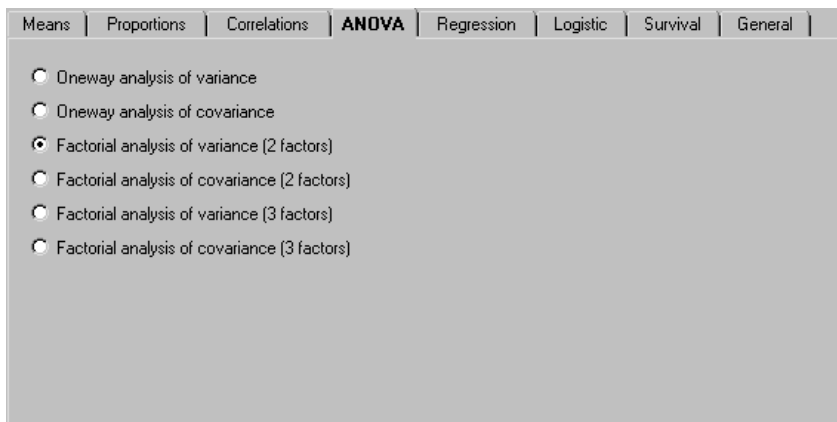 Means Proportions Correlations ANOVA Regression Logistic Survival General
Oneway analysis of variance
Oneway analysis of covariance
Factorial analysis of variance (2 factors)
Factorial analysis of covariance (2 factors)
Factorial analysis of variance (3 factors)
Factorial analysis of covariance (3 factors)